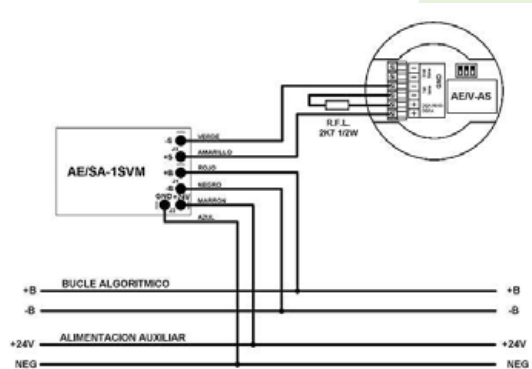 GND
AE/V-AS
R.F.L.
2K7 1/2W
AE/SA-1SVM
-S
VERDE
+S
AMARILLO
+B
ROJO
-B
NEGRO
GND +24V
MARRON
AZUL
+B BUCLE ALGORITMICO +B
-B -B
+24V ALIMENTACION AUXILIAR +24V
NEG NEG